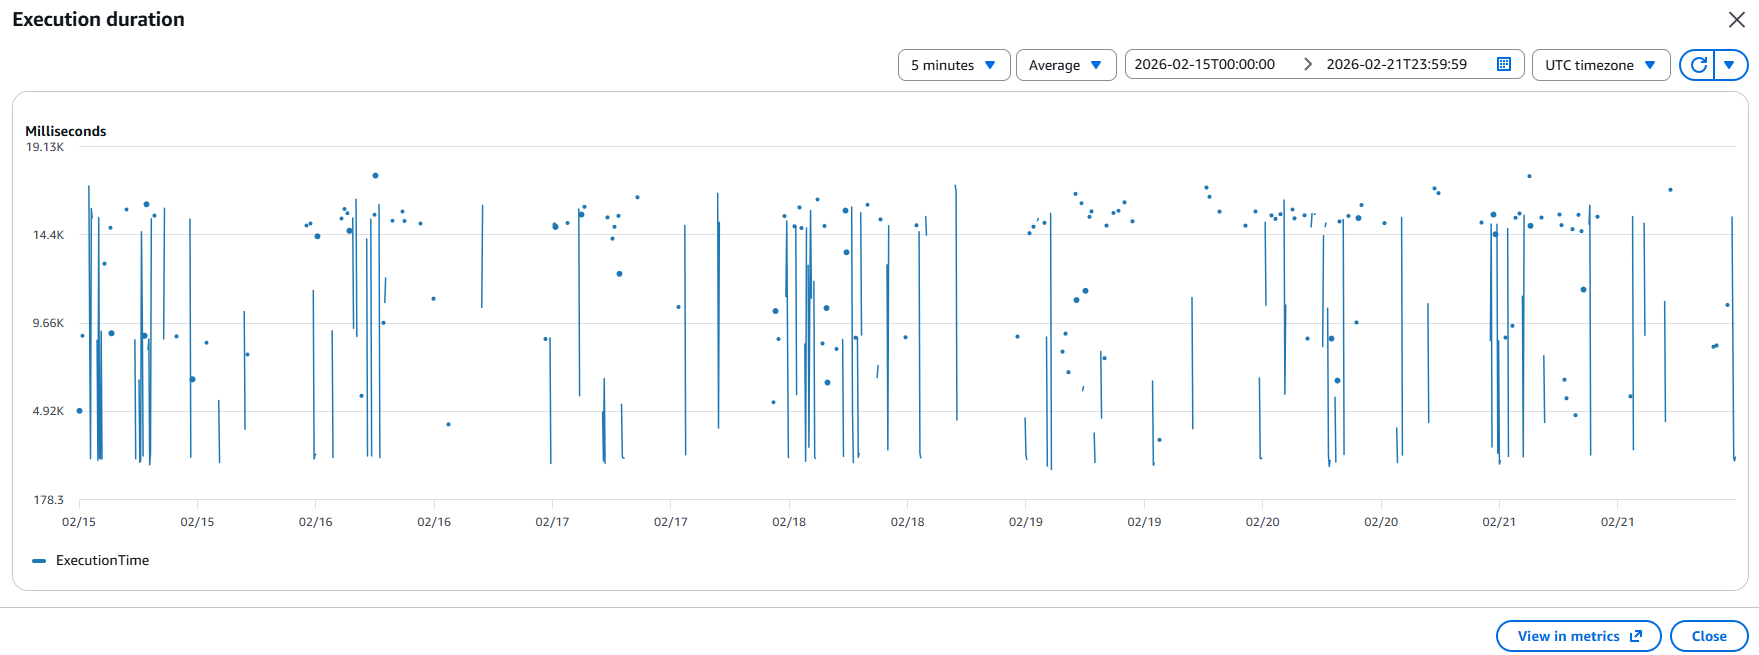 Execution duration
5 minutes Average 2026-02-15T00:00:00 2026-02-21T23:59:59 UTC timezone
Milliseconds
19.13K
14.4K
9.66K
4.92K
178.3
02/15 02/15 02/16 02/16 02/17 02/17 02/18 02/18 02/19 02/19 02/20 02/20 02/21 02/21
ExecutionTime
View in metrics Close